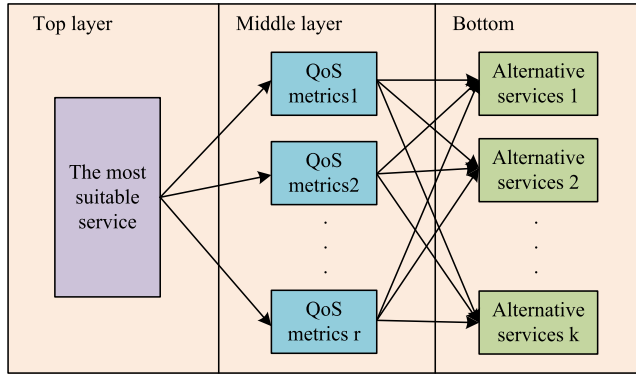 Top layer
Middle layer
Bottom
The most
suitable
service
QoS
metrics1
QoS
metrics2
.
.
.
QoS
metrics r
Alternative
services 1
Alternative
services 2
.
.
.
Alternative
services k